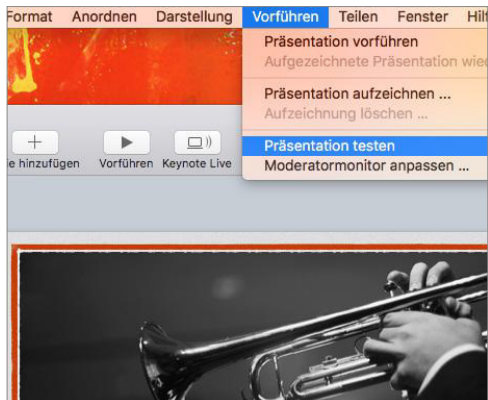 Format Anordnen Darstellung Vorführen Teilen Fenster
Präsentation vorführen
Aufgezeichnete Präsentation
Präsentation aufzeichnen ...
Aufzeichnung löschen ...
Präsentation testen
Moderatormonitor anpassen ...
hinzufügen Vorführen Keynote Live